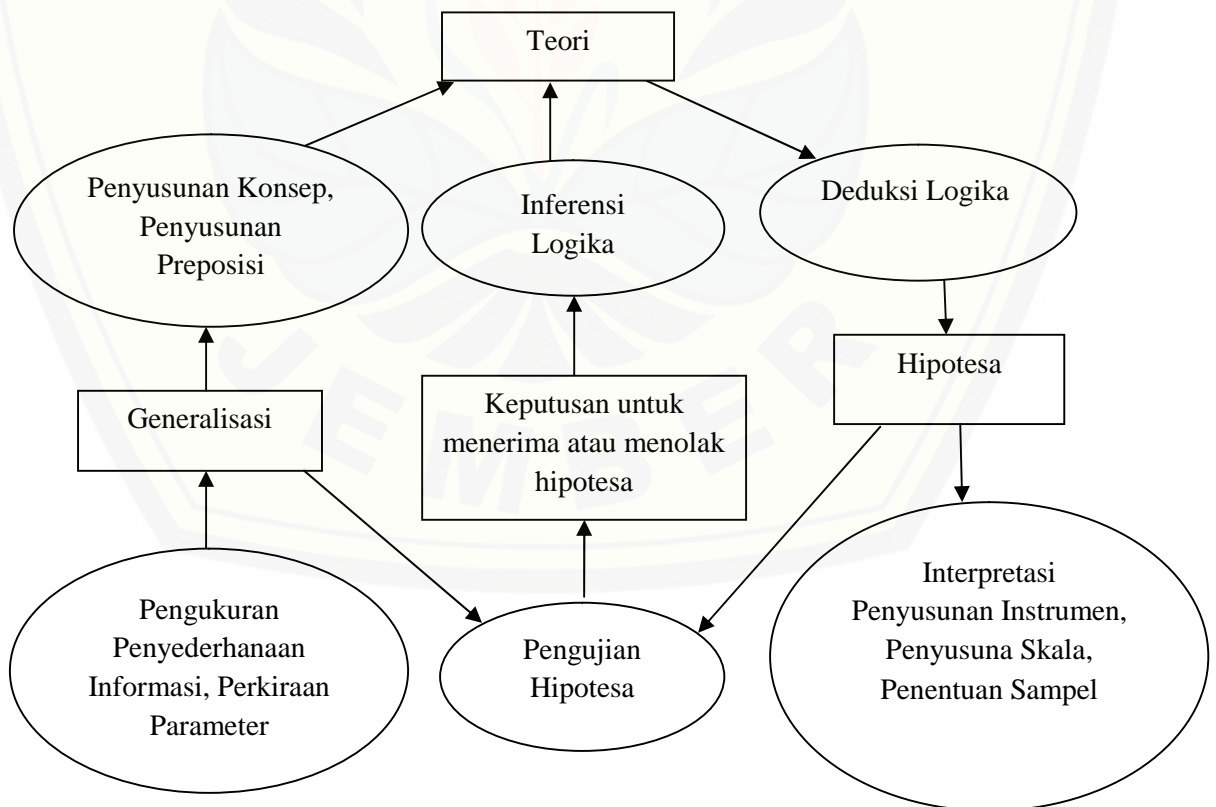 Teori
Penyusunan Konsep,
Penyusunan
Preposisi
Inferensi
Logika
Deduksi Logika
Generalisasi
Keputusan untuk
menerima atau menolak
hipotesa
Hipotesa
Pengukuran
Penyederhanaan
Informasi, Perkiraan
Parameter
Pengujian
Hipotesa
Interpretasi
Penyusunan Instrumen,
Penyusuna Skala,
Penentuan Sampel
JEMBER